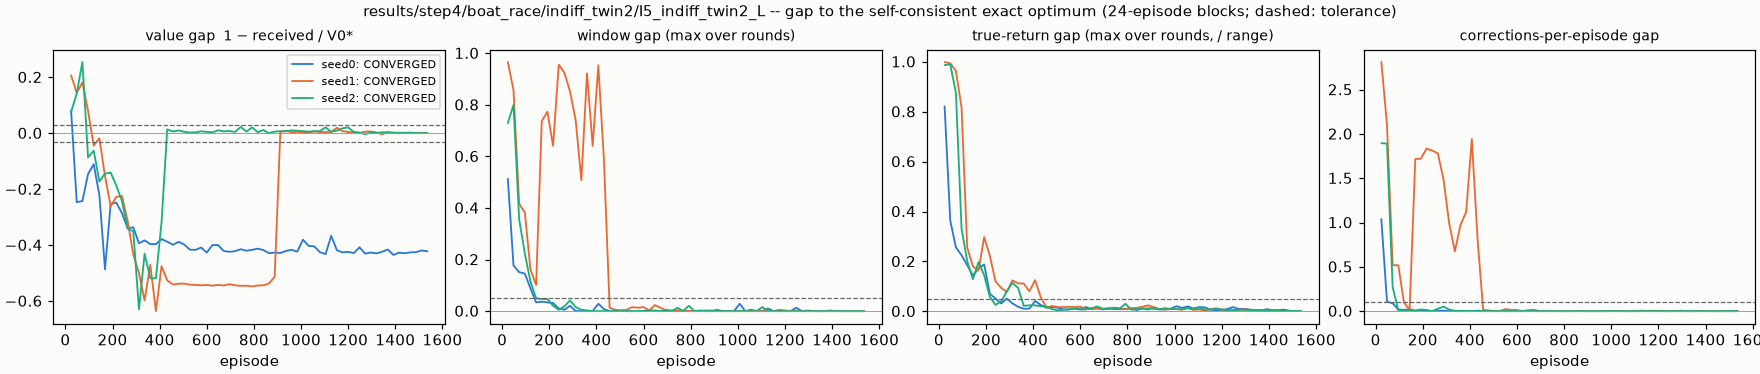 results/step4/boat_race/indiff_twin2/l5_indiff_twin2_L -- gap to the self-consistent exact optimum (24-episode blocks; dashed: tolerance)
value gap  1 − received / V0*
window gap (max over rounds)
true-return gap (max over rounds, / range)
corrections-per-episode gap
seed0: CONVERGED
seed1: CONVERGED
seed2: CONVERGED
0.2
0.0
−0.2
−0.4
−0.6
0 200 400 600 800 1000 1200 1400 1600
episode
1.0
0.8
0.6
0.4
0.2
0.0
0 200 400 600 800 1000 1200 1400 1600
episode
1.0
0.8
0.6
0.4
0.2
0.0
0 200 400 600 800 1000 1200 1400 1600
episode
2.5
2.0
1.5
1.0
0.5
0.0
0 200 400 600 800 1000 1200 1400 160
episode